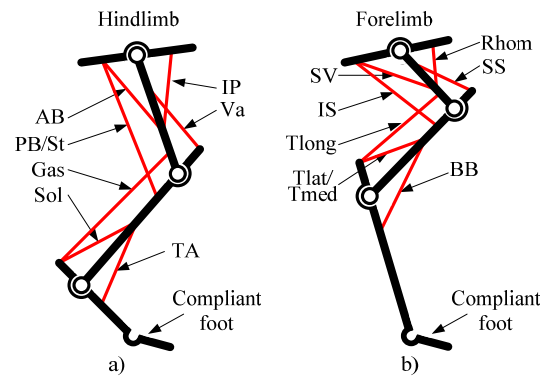 Hindlimb
IP
AB
Va
PB/St
Gas
Sol
TA
Compliant
foot
a)
Forelimb
Rhom
SV
SS
IS
Tlong
Tlat/
Tmed
BB
Compliant
foot
b)